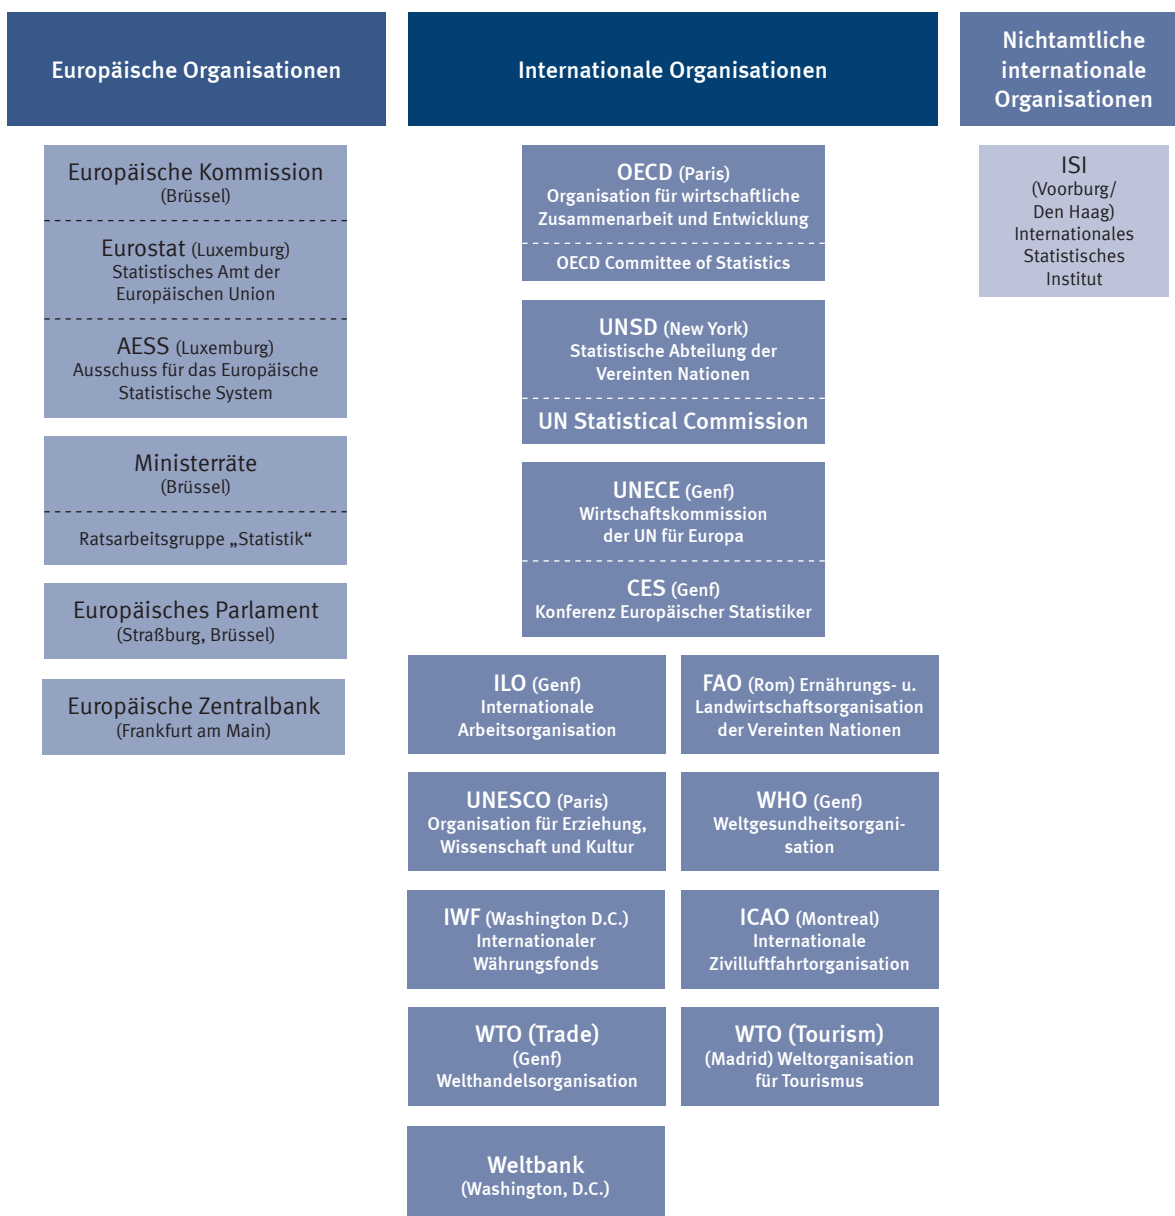 Europäische Organisationen
Europäische Kommission
(Brüssel)
Eurostat (Luxemburg)
Statistisches Amt der
Europäischen Union
AESS (Luxemburg)
Ausschuss für das Europäische
Statistische System
Ministerräte
(Brüssel)
Ratsarbeitsgruppe „Statistik“
Europäisches Parlament
(Straßburg, Brüssel)
Europäische Zentralbank
(Frankfurt am Main)
Internationale Organisationen
OECD (Paris)
Organisation für wirtschaftliche
Zusammenarbeit und Entwicklung
OECD Committee of Statistics
UNSD (New York)
Statistische Abteilung der
Vereinten Nationen
UN Statistical Commission
UNECE (Genf)
Wirtschaftskommission
der UN für Europa
CES (Genf)
Konferenz Europäischer Statistiker
ILO (Genf)
Internationale
Arbeitsorganisation
FAO (Rom) Ernährungs- u.
Landwirtschaftsorganisation
der Vereinten Nationen
UNESCO (Paris)
Organisation für Erziehung,
Wissenschaft und Kultur
WHO (Genf)
Weltgesundheitsorgani-
sation
IWF (Washington D.C.)
Internationaler
Währungsfonds
ICAO (Montreal)
Internationale
Zivilluftfahrtorganisation
WTO (Trade)
(Genf)
Welthandelsorganisation
WTO (Tourism)
(Madrid) Weltorganisation
für Tourismus
Weltbank
(Washington, D.C.)
Nichtamtliche
internationale
Organisationen
ISI
(Voorburg/
Den Haag)
Internationales
Statistisches
Institut